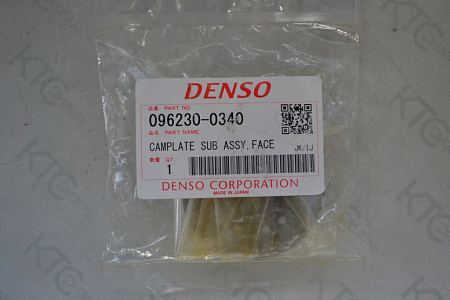 DENSO
品番 PART NO.
096230-0340
品名 PART NAME
CAMPLATE SUB ASSY,FACE
JK/IJ
数量 QT
1
DENSO CORPORATION
MADE IN JAPAN